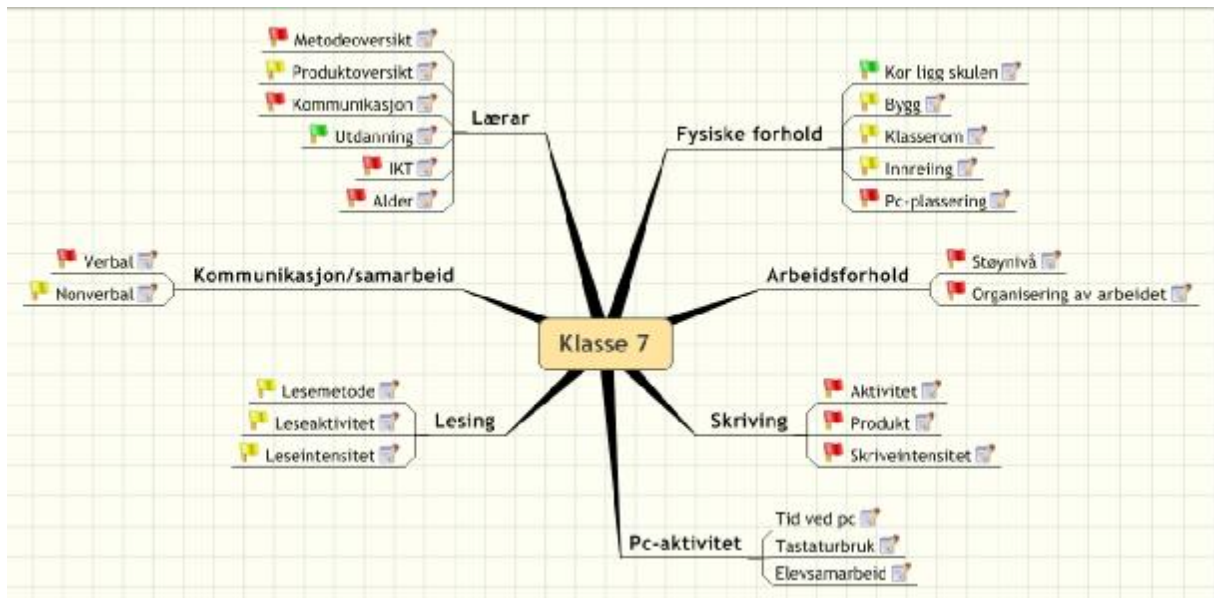 Metodeoversikt
Produktoversikt
Kommunikasjon
Utdanning
IKT
Alder
Lærar
Kor ligg skulen
Bygg
Klasserom
Innreiing
Pc-plassering
Fysiske forhold
Verbal
Nonverbal
Kommunikasjon/samarbeid
Arbeidsforhold
Støynivå
Organisering av arbeidet
Klasse 7
Lesemetode
Leseaktivitet
Leseintensitet
Lesing
Skriving
Aktivitet
Produkt
Skriveintensitet
Pc-aktivitet
Tid ved pc
Tastaturbruk
Elevsamarbeid